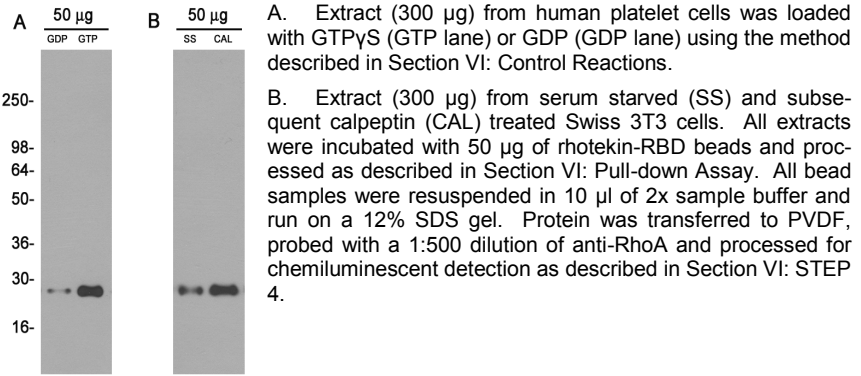 A
50 µg
GDP GTP
B
50 µg
SS CAL
250-
98-
64-
50-
36-
30-
16-
A. Extract (300 µg) from human platelet cells was loaded
with GTPγS (GTP lane) or GDP (GDP lane) using the method
described in Section VI: Control Reactions.
B. Extract (300 µg) from serum starved (SS) and subse-
quent calpeptin (CAL) treated Swiss 3T3 cells. All extracts
were incubated with 50 µg of rhotekin-RBD beads and proc-
essed as described in Section VI: Pull-down Assay. All bead
samples were resuspended in 10 µl of 2x sample buffer and
run on a 12% SDS gel. Protein was transferred to PVDF,
probed with a 1:500 dilution of anti-RhoA and processed for
chemiluminescent detection as described in Section VI: STEP
4.